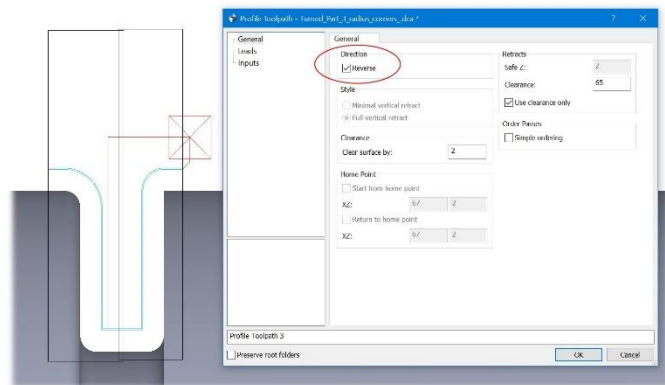 Profile Toolpath - Turned_Part_3_radius_corners_.dca *
General
Leads
Inputs
General
Direction
Reverse
Style
Minimal vertical retract
Full vertical retract
Clearance
Clear surface by: 2
Home Point
Start from home point
XZ: 67 2
Return to home point
XZ: 67 2
Retracts
Safe Z: 2
Clearance: 65
Use clearance only
Order Passes
Simple ordering
Profile Toolpath 3
Preserve root folders
OK
Cancel